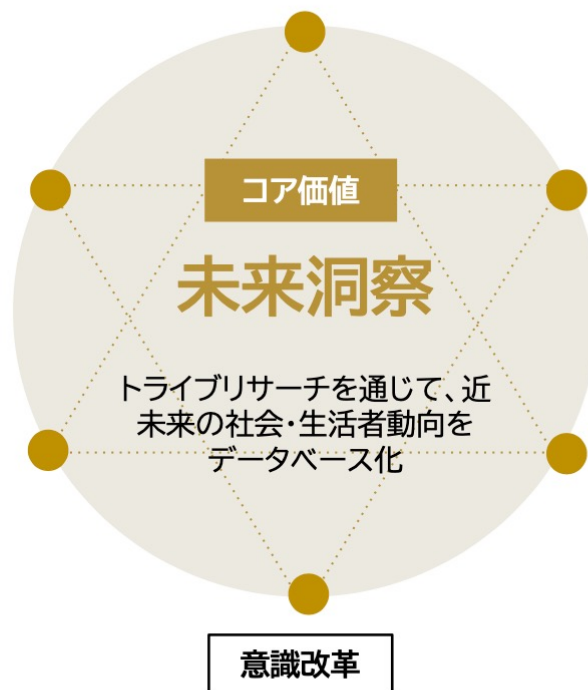 コア価値
未来洞察
トライブリサーチを通じて、近
未来の社会・生活者動向を
データベース化
意識改革